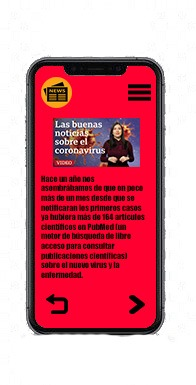 NEWS
Las buenas
noticias
sobre el
coronavirus
VIDEO
Hace un año nos
asombrábamos de que en poco
más de un mes desde que se
notificaran los primeros casos
ya hubiera más de 164 artículos
científicos en PubMed (un
motor de búsqueda de libre
acceso para consultar
publicaciones científicas)
sobre el nuevo virus y la
enfermedad.